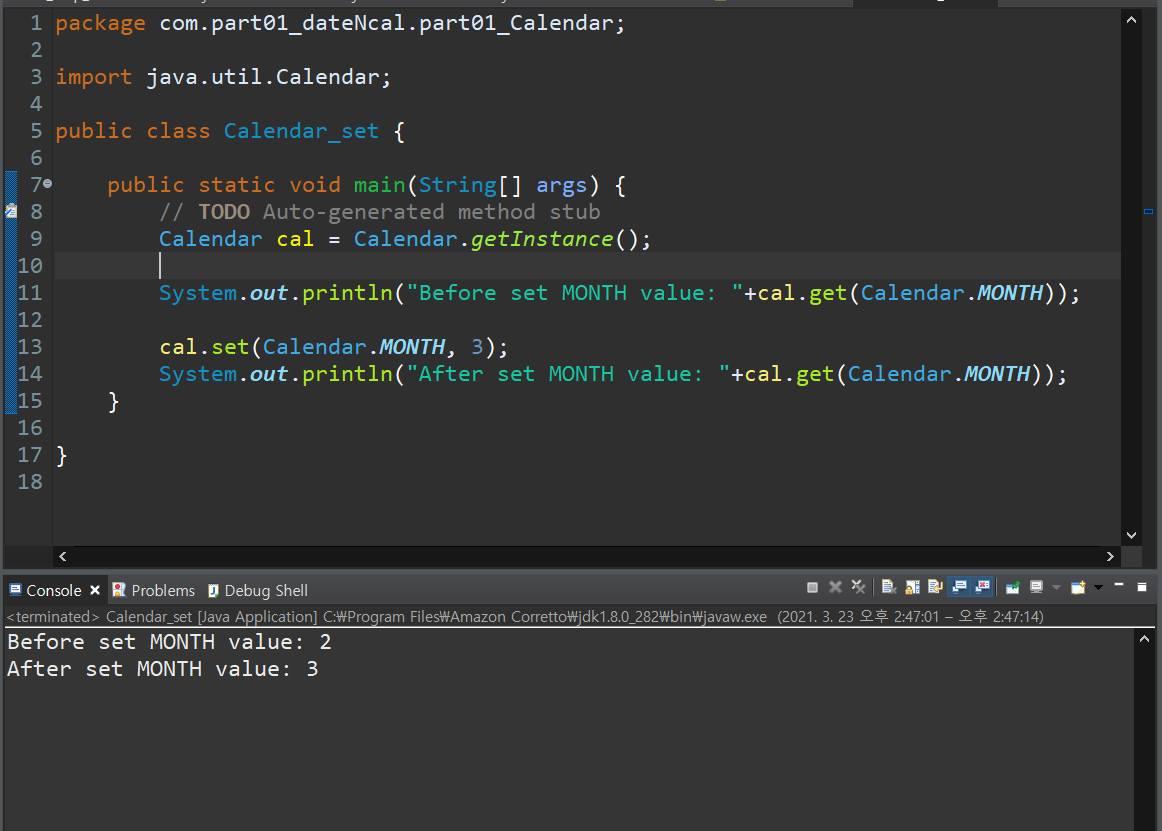 1 package com.part01_dateNcal.part01_Calendar;
2
3 import java.util.Calendar;
4
5 public class Calendar_set {
6
7 public static void main(String[] args) {
8 // TODO Auto-generated method stub
9 Calendar cal = Calendar.getInstance();
10
11 System.out.println("Before set MONTH value: "+cal.get(Calendar.MONTH));
12
13 cal.set(Calendar.MONTH, 3);
14 System.out.println("After set MONTH value: "+cal.get(Calendar.MONTH));
15 }
16
17 }
18
Console Problems Debug Shell
<terminated> Calendar_set [Java Application] C:₩Program Files₩Amazon Corretto₩jdk1.8.0_282₩bin₩javaw.exe (2021. 3. 23 오후 2:47:01 – 오후 2:47:14)
Before set MONTH value: 2
After set MONTH value: 3